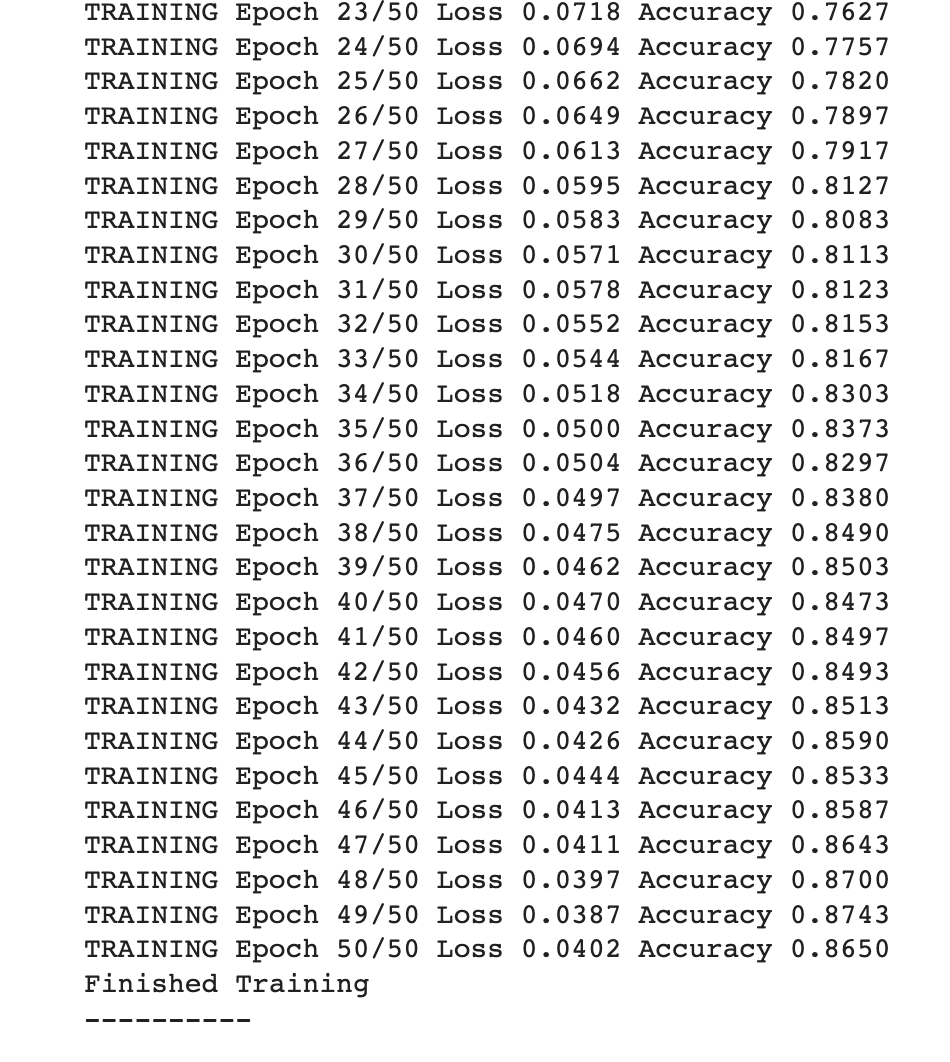 TRAINING Epoch 23/50 Loss 0.0718 Accuracy 0.7627
TRAINING Epoch 24/50 Loss 0.0694 Accuracy 0.7757
TRAINING Epoch 25/50 Loss 0.0662 Accuracy 0.7820
TRAINING Epoch 26/50 Loss 0.0649 Accuracy 0.7897
TRAINING Epoch 27/50 Loss 0.0613 Accuracy 0.7917
TRAINING Epoch 28/50 Loss 0.0595 Accuracy 0.8127
TRAINING Epoch 29/50 Loss 0.0583 Accuracy 0.8083
TRAINING Epoch 30/50 Loss 0.0571 Accuracy 0.8113
TRAINING Epoch 31/50 Loss 0.0578 Accuracy 0.8123
TRAINING Epoch 32/50 Loss 0.0552 Accuracy 0.8153
TRAINING Epoch 33/50 Loss 0.0544 Accuracy 0.8167
TRAINING Epoch 34/50 Loss 0.0518 Accuracy 0.8303
TRAINING Epoch 35/50 Loss 0.0500 Accuracy 0.8373
TRAINING Epoch 36/50 Loss 0.0504 Accuracy 0.8297
TRAINING Epoch 37/50 Loss 0.0497 Accuracy 0.8380
TRAINING Epoch 38/50 Loss 0.0475 Accuracy 0.8490
TRAINING Epoch 39/50 Loss 0.0462 Accuracy 0.8503
TRAINING Epoch 40/50 Loss 0.0470 Accuracy 0.8473
TRAINING Epoch 41/50 Loss 0.0460 Accuracy 0.8497
TRAINING Epoch 42/50 Loss 0.0456 Accuracy 0.8493
TRAINING Epoch 43/50 Loss 0.0432 Accuracy 0.8513
TRAINING Epoch 44/50 Loss 0.0426 Accuracy 0.8590
TRAINING Epoch 45/50 Loss 0.0444 Accuracy 0.8533
TRAINING Epoch 46/50 Loss 0.0413 Accuracy 0.8587
TRAINING Epoch 47/50 Loss 0.0411 Accuracy 0.8643
TRAINING Epoch 48/50 Loss 0.0397 Accuracy 0.8700
TRAINING Epoch 49/50 Loss 0.0387 Accuracy 0.8743
TRAINING Epoch 50/50 Loss 0.0402 Accuracy 0.8650
Finished Training
----------